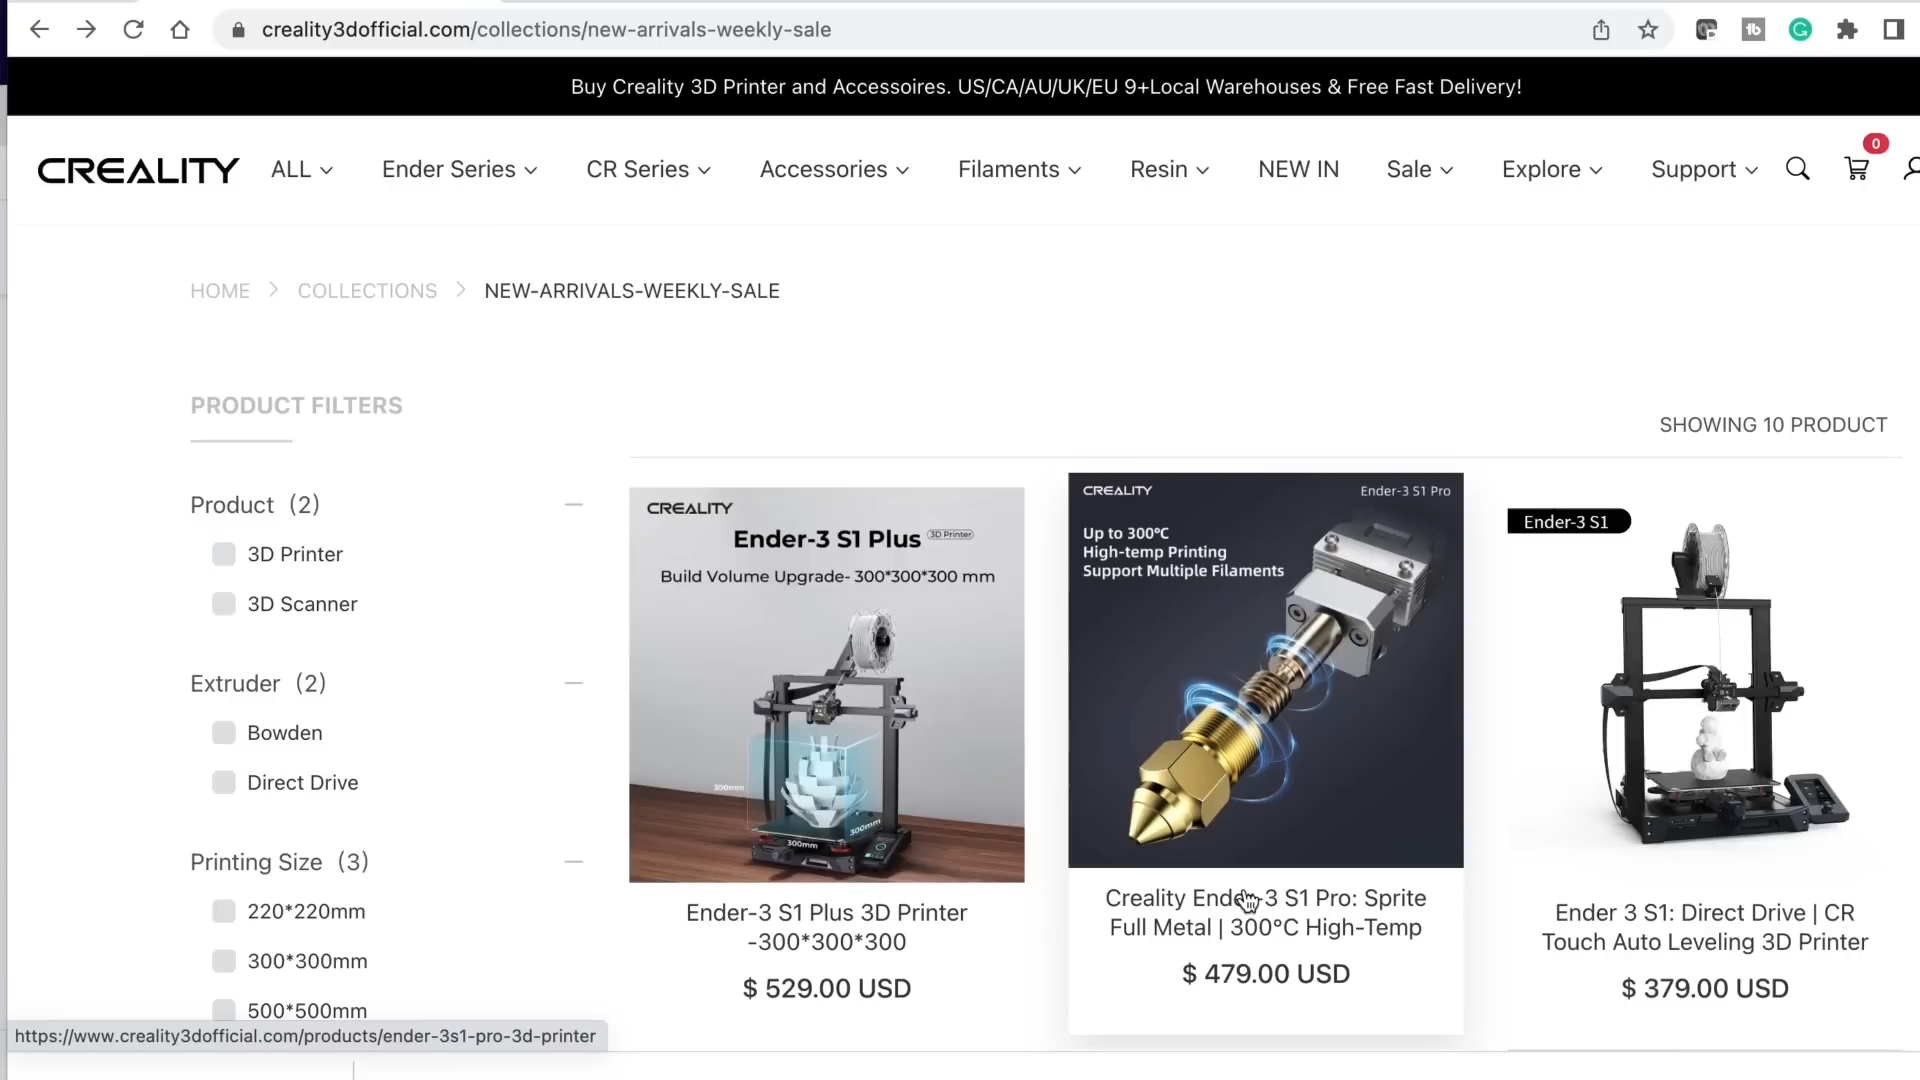 creality3dofficial.com/collections/new-arrivals-weekly-sale
Buy Creality 3D Printer and Accessoires. US/CA/AU/UK/EU 9+Local Warehouses & Free Fast Delivery!
CREALITY ALL Ender Series CR Series Accessories Filaments Resin NEW IN Sale Explore Support 0
HOME > COLLECTIONS > NEW-ARRIVALS-WEEKLY-SALE
PRODUCT FILTERS
SHOWING 10 PRODUCT
Product (2)
3D Printer
3D Scanner
Extruder (2)
Bowden
Direct Drive
Printing Size (3)
220*220mm
300*300mm
500*500mm
CREALITY
Ender-3 S1 Plus 3D Printer
Build Volume Upgrade- 300*300*300 mm
300mm
300mm
300mm
Ender-3 S1 Plus 3D Printer
-300*300*300
$ 529.00 USD
CREALITY Ender-3 S1 Pro
Up to 300°C
High-temp Printing
Support Multiple Filaments
Creality Ender-3 S1 Pro: Sprite
Full Metal | 300°C High-Temp
$ 479.00 USD
Ender-3 S1
Ender 3 S1: Direct Drive | CR
Touch Auto Leveling 3D Printer
$ 379.00 USD
https://www.creality3dofficial.com/products/ender-3s1-pro-3d-printer